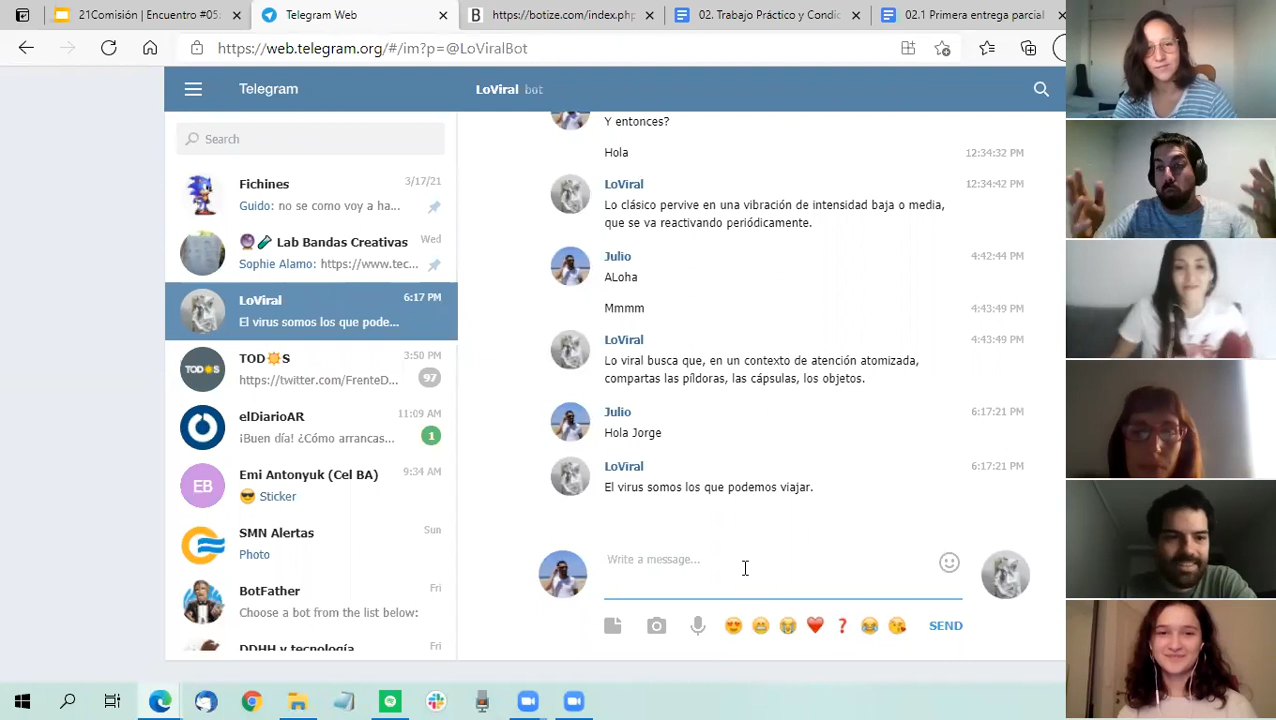 21Comisión | Encuentro #05:
Telegram Web
https://botize.com/index.php/n
02. Trabajo Práctico y Condic
02.1 Primera entrega parcial
https://web.telegram.org/#/im?p=@LoViralBot
Telegram
LoViral bot
Search
Fichines
3/17/21
Guido: no se como voy a ha...
🔮🧪 Lab Bandas Creativas
Wed
Sophie Alamo: https://www.tec...
LoViral
6:17 PM
El virus somos los que pode...
TOD☀️S
3:50 PM
https://twitter.com/FrenteD...
97
TODOS
elDiarioAR
11:09 AM
¡Buen día! ¿Cómo arrancas...
1
EB
Emi Antonyuk (Cel BA)
9:34 AM
😎 Sticker
SMN Alertas
Sun
Photo
BotFather
Fri
Choose a bot from the list below:
DDHH y tecnología
Fri
Y entonces?
Hola
12:34:32 PM
LoViral
12:34:42 PM
Lo clásico pervive en una vibración de intensidad baja o media,
que se va reactivando periódicamente.
Julio
4:42:44 PM
ALoha
Mmmm
4:43:49 PM
LoViral
4:43:49 PM
Lo viral busca que, en un contexto de atención atomizada,
compartas las píldoras, las cápsulas, los objetos.
Julio
6:17:21 PM
Hola Jorge
LoViral
6:17:21 PM
El virus somos los que podemos viajar.
Write a message...
SEND